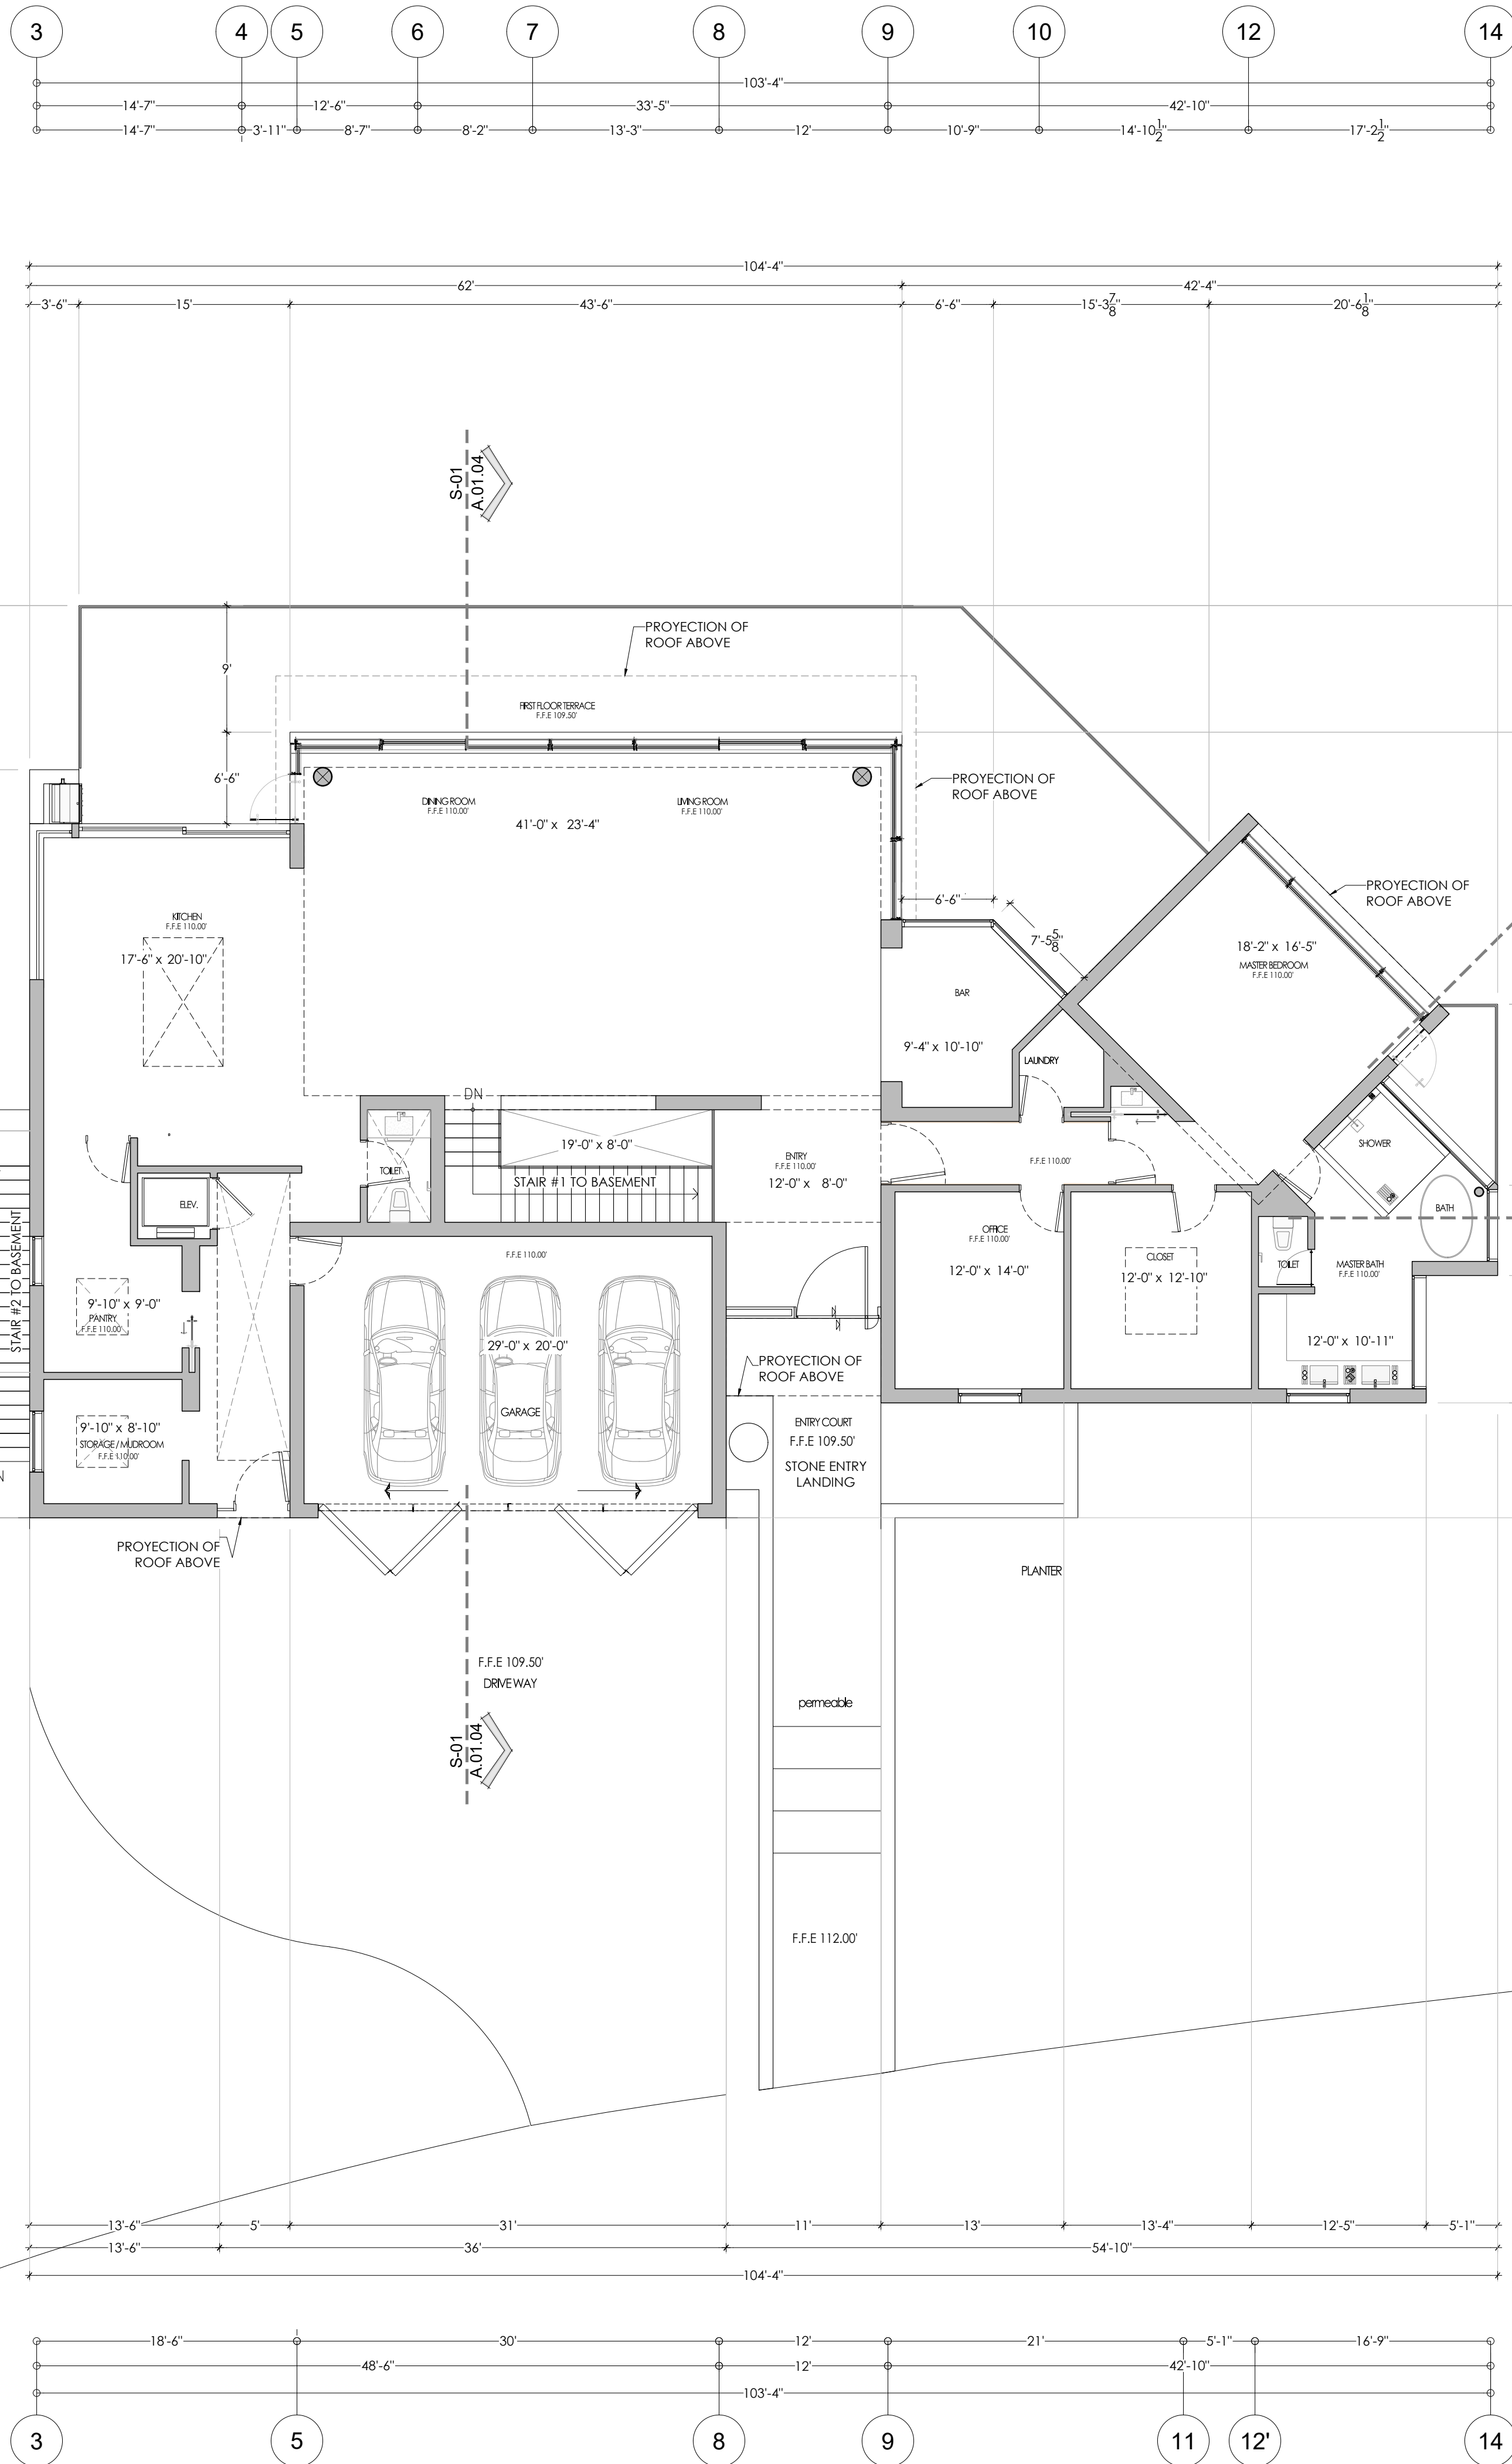 3 4 5 6 7 8 9 10 12 14
103'-4"
14'-7" 12'-6" 33'-5" 42'-10"
14'-7" 3'-11" 8'-7" 8'-2" 13'-3" 12' 10'-9" 14'-10 1/2" 17'-2 1/2"
104'-4"
62' 42'-4"
3'-6" 15' 43'-6" 6'-6" 15'-3 7/8" 20'-6 1/8"
S-01
A.01.04
PROYECTION OF
ROOF ABOVE
9'
FIRST FLOOR TERRACE
F.F.E 109.50'
6'-6"
PROYECTION OF
ROOF ABOVE
DINING ROOM
F.F.E 110.00'
LIVING ROOM
F.F.E 110.00'
41'-0" x 23'-4"
PROYECTION OF
ROOF ABOVE
6'-6"
7'-5 5/8"
KITCHEN
F.F.E 110.00'
17'-6" x 20'-10"
18'-2" x 16'-5"
MASTER BEDROOM
F.F.E 110.00'
BAR
9'-4" x 10'-10"
LAUNDRY
DN
19'-0" x 8'-0"
TOILET
STAIR #1 TO BASEMENT
ENTRY
F.F.E 110.00'
12'-0" x 8'-0"
F.F.E 110.00'
SHOWER
ELEV.
BATH
STAIR #2 TO BASEMENT
F.F.E 110.00'
OFFICE
F.F.E 110.00'
12'-0" x 14'-0"
CLOSET
12'-0" x 12'-10"
TOILET
MASTER BATH
F.F.E 110.00'
12'-0" x 10'-11"
9'-10" x 9'-0"
PANTRY
F.F.E 110.00'
29'-0" x 20'-0"
PROYECTION OF
ROOF ABOVE
GARAGE
9'-10" x 8'-10"
STORAGE / MUDROOM
F.F.E 110.00'
N
ENTRY COURT
F.F.E 109.50'
STONE ENTRY
LANDING
PROYECTION OF
ROOF ABOVE
PLANTER
F.F.E 109.50'
DRIVEWAY
permeable
S-01
A.01.04
F.F.E 112.00'
13'-6" 5' 31' 11' 13' 13'-4" 12'-5" 5'-1"
13'-6" 36' 54'-10"
104'-4"
18'-6" 30' 12' 21' 5'-1" 16'-9"
48'-6" 12' 42'-10"
103'-4"
3 5 8 9 11 12' 14